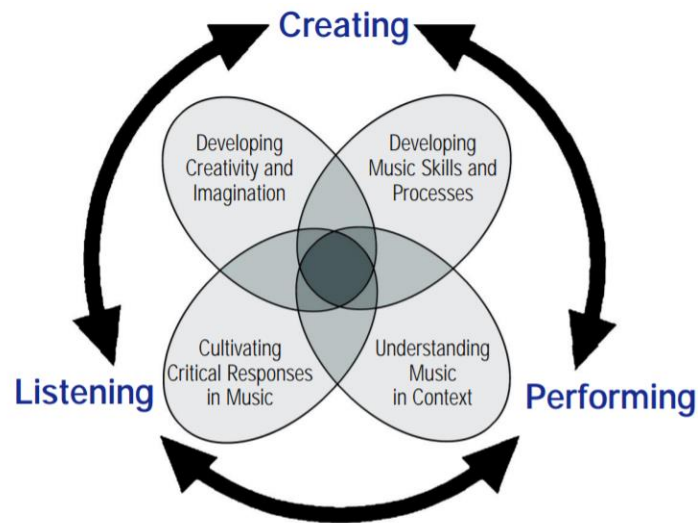 Creating
Developing
Creativity and
Imagination
Developing
Music Skills and
Processes
Cultivating
Critical Responses
in Music
Understanding
Music
in Context
Listening
Performing